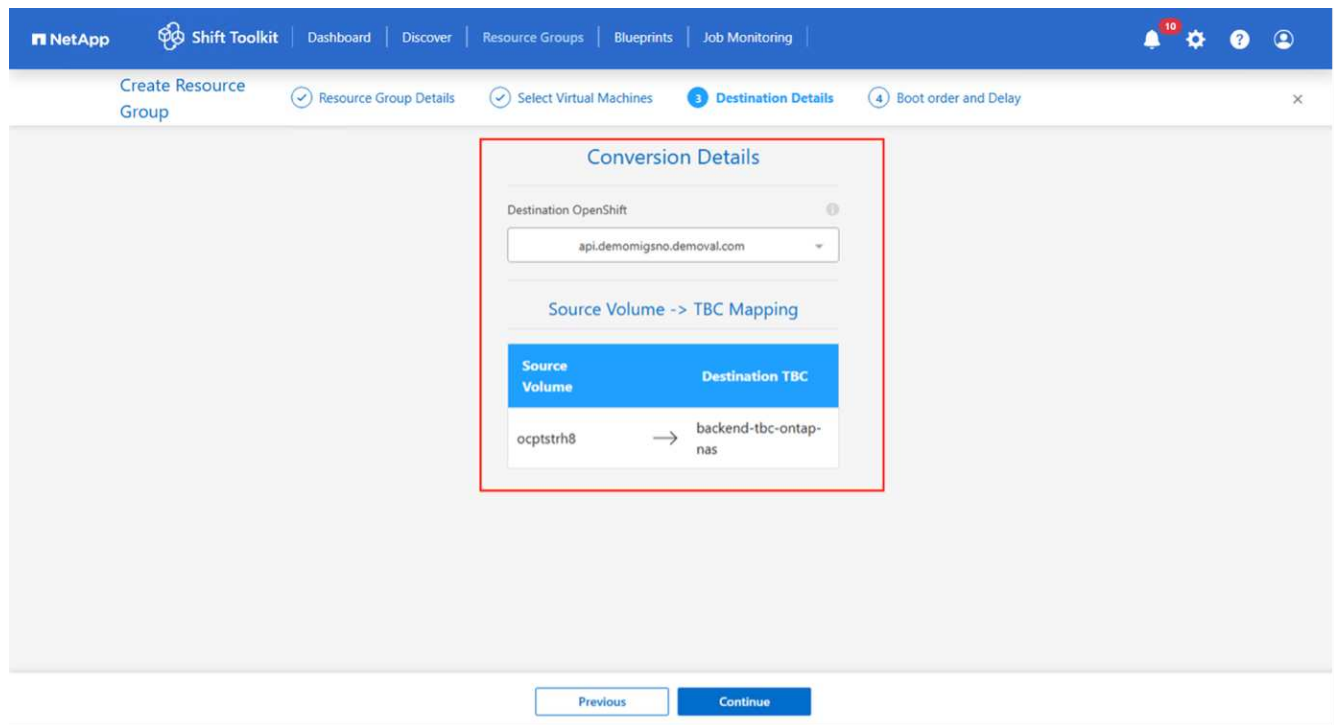 NetApp
Shift Toolkit
Dashboard
Discover
Resource Groups
Blueprints
Job Monitoring
10
?
Create Resource
Group
Resource Group Details
Select Virtual Machines
3 Destination Details
4 Boot order and Delay
Conversion Details
Destination OpenShift
api.demomigsno.demoval.com
Source Volume -> TBC Mapping
Source
Volume
Destination TBC
ocptstrh8
backend-tbc-ontap-
nas
Previous
Continue